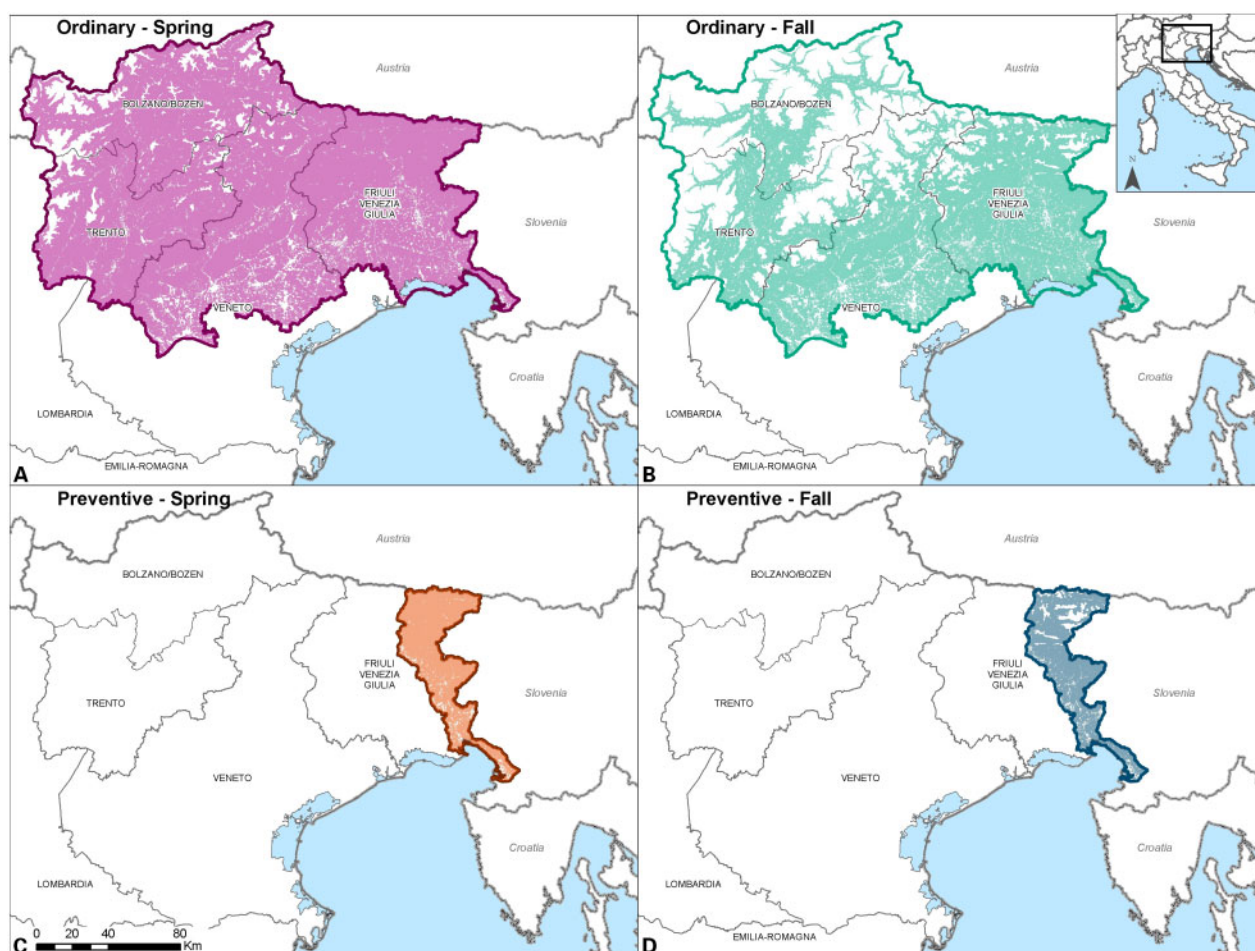 Ordinary - Spring
Austria
BOLZANO/BOZEN
FRIULI
VENEZIA
GIULIA
Slovenia
TRENTO
VENETO
Croatia
LOMBARDIA
EMILIA-ROMAGNA
A
Ordinary - Fall
Austria
BOLZANO/BOZEN
N
FRIULI
VENEZIA
GIULIA
Slovenia
TRENTO
VENETO
Croatia
LOMBARDIA
EMILIA-ROMAGNA
B
Preventive - Spring
Austria
BOLZANO/BOZEN
FRIULI
VENEZIA
GIULIA
Slovenia
TRENTO
VENETO
Croatia
LOMBARDIA
0 20 40 80
Km
C
Preventive - Fall
Austria
BOLZANO/BOZEN
FRIULI
VENEZIA
GIULIA
Slovenia
TRENTO
VENETO
Croatia
LOMBARDIA
EMILIA-ROMAGNA
D